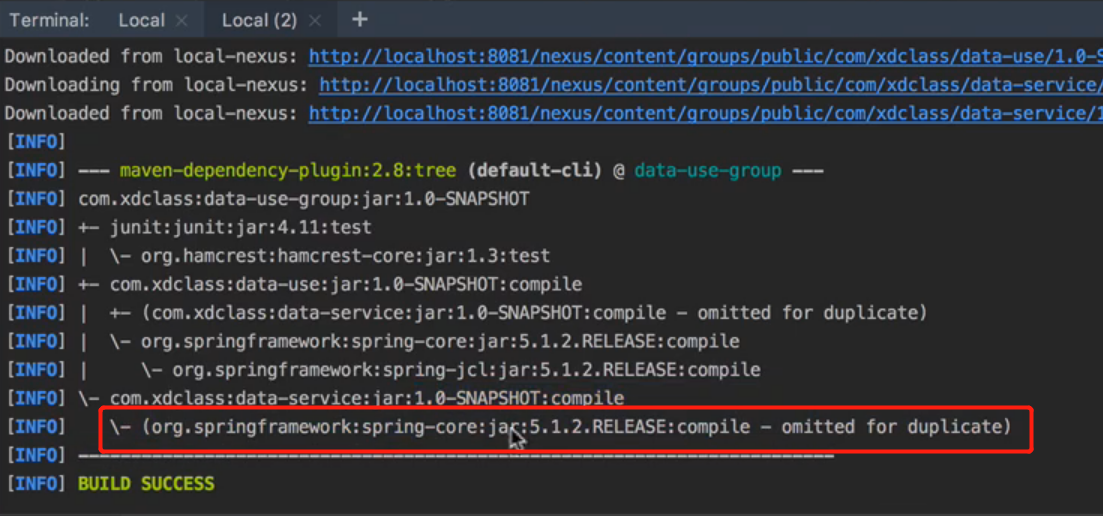 Terminal: Local × Local (2) × +
Downloaded from local-nexus: http://localhost:8081/nexus/content/groups/public/com/xdclass/data-use/1.0-S
Downloading from local-nexus: http://localhost:8081/nexus/content/groups/public/com/xdclass/data-service/
Downloaded from local-nexus: http://localhost:8081/nexus/content/groups/public/com/xdclass/data-service/1
[INFO]
[INFO] --- maven-dependency-plugin:2.8:tree (default-cli) @ data-use-group ---
[INFO] com.xdclass:data-use-group:jar:1.0-SNAPSHOT
[INFO] +- junit:junit:jar:4.11:test
[INFO] |  \- org.hamcrest:hamcrest-core:jar:1.3:test
[INFO] +- com.xdclass:data-use:jar:1.0-SNAPSHOT:compile
[INFO] |  +- (com.xdclass:data-service:jar:1.0-SNAPSHOT:compile - omitted for duplicate)
[INFO] |  \- org.springframework:spring-core:jar:5.1.2.RELEASE:compile
[INFO] |     \- org.springframework:spring-jcl:jar:5.1.2.RELEASE:compile
[INFO] \- com.xdclass:data-service:jar:1.0-SNAPSHOT:compile
[INFO]    \- (org.springframework:spring-core:jar:5.1.2.RELEASE:compile - omitted for duplicate)
[INFO] ------------------------------------------------------------------------
[INFO] BUILD SUCCESS